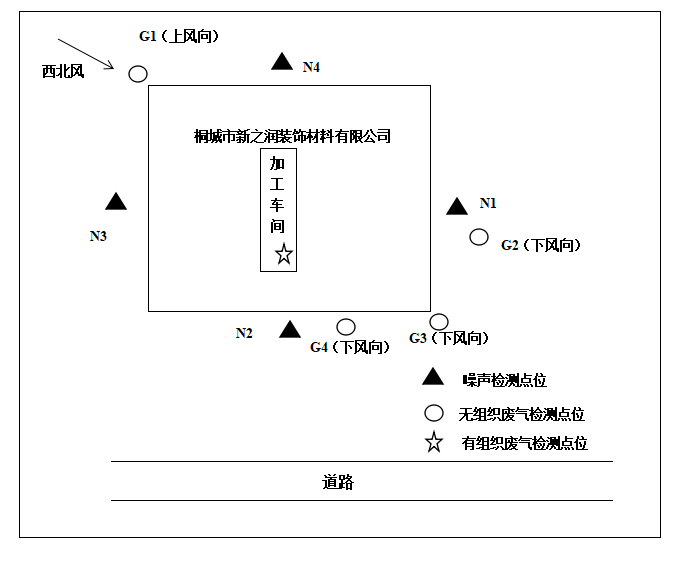 G1（上风向）
西北风
N4
桐城市新之润装饰材料有限公司
加
工
车
间
N1
N3
G2（下风向）
N2
G4（下风向）
G3（下风向）
噪声检测点位
无组织废气检测点位
有组织废气检测点位
道路